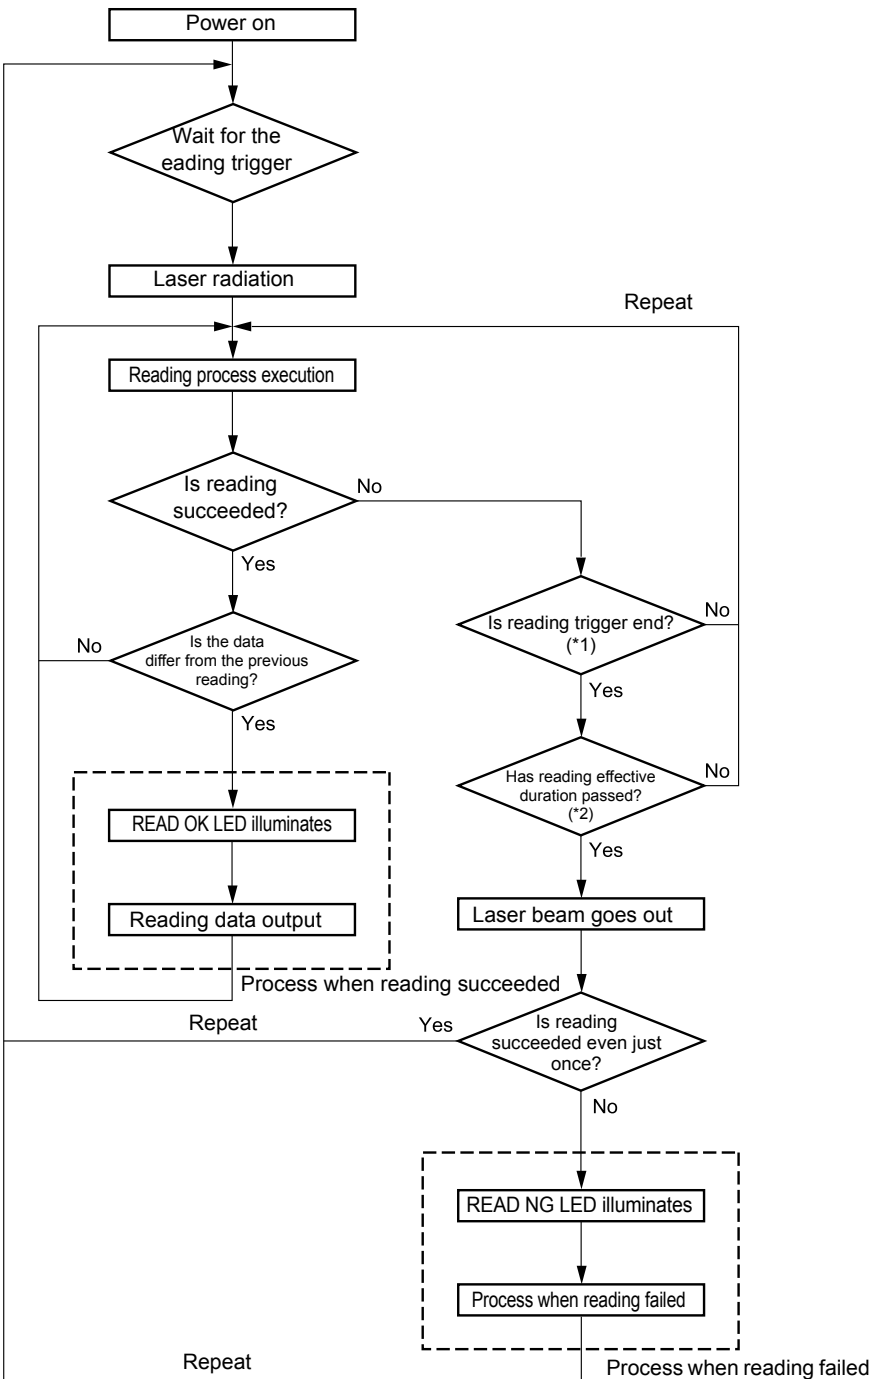 Power on
Wait for the
eading trigger
Laser radiation
Repeat
Reading process execution
Is reading
succeeded?
No
Yes
Is reading trigger end?
(*1)
No
Yes
No
Is the data
differ from the previous
reading?
Yes
Has reading effective
duration passed?
(*2)
No
Yes
READ OK LED illuminates
Reading data output
Laser beam goes out
Process when reading succeeded
Repeat
Yes
Is reading
succeeded even just
once?
No
READ NG LED illuminates
Process when reading failed
Repeat
Process when reading failed